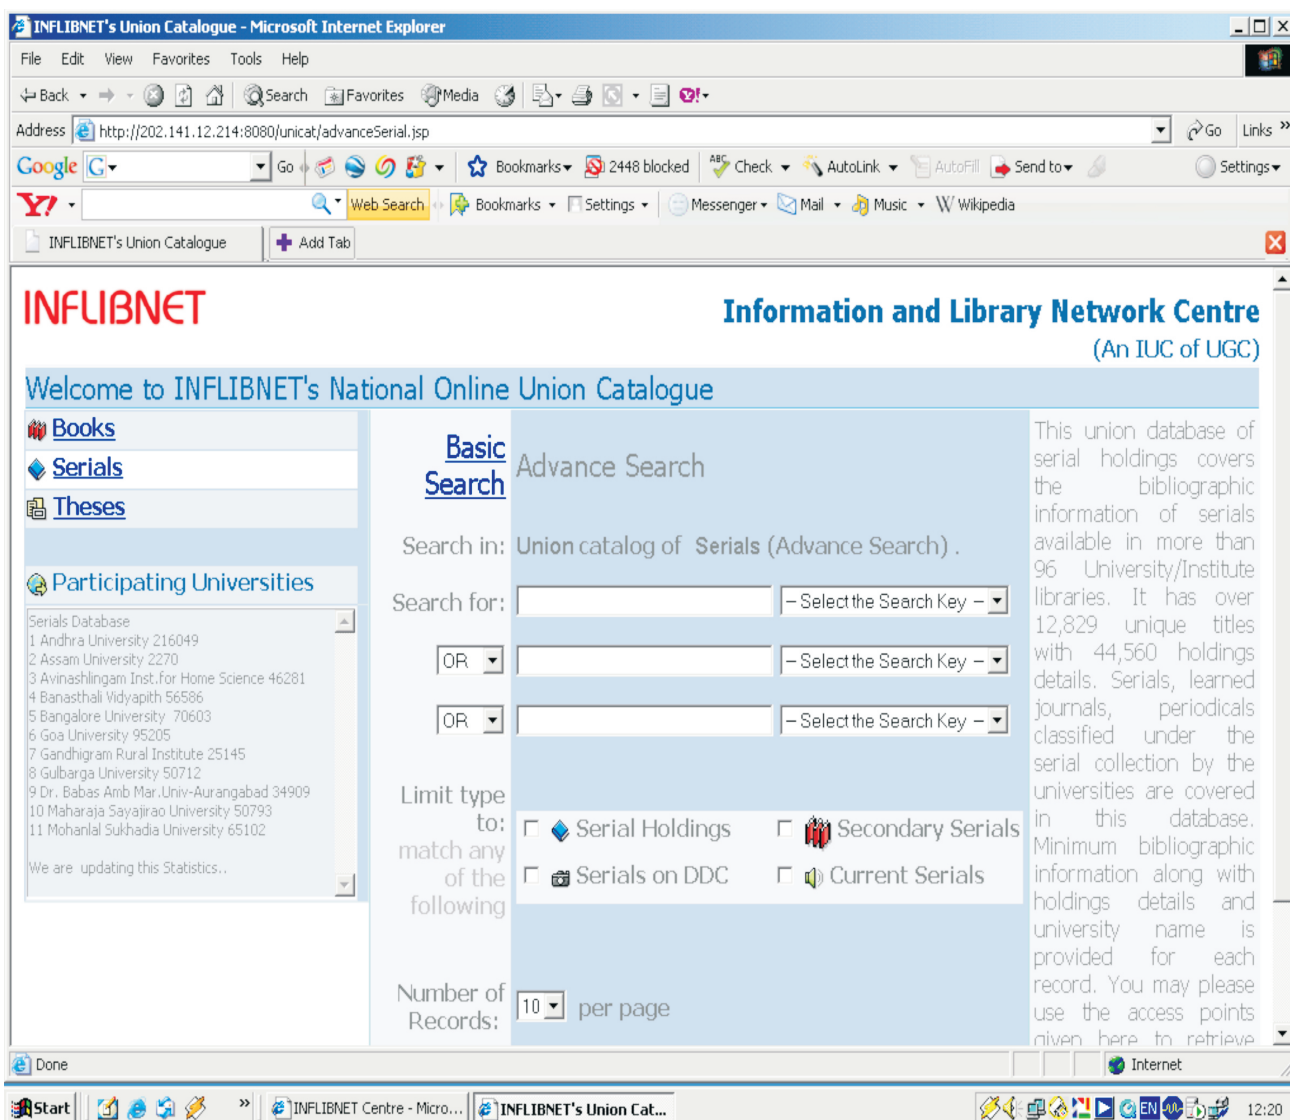 INFLIBNET's Union Catalogue - Microsoft Internet Explorer
File Edit View Favorites Tools Help
Back Search Favorites Media
Address http://202.141.12.214:8080/unicat/advanceSerial.jsp Go Links »
Google G Go Bookmarks 2448 blocked ABC Check AutoLink AutoFill Send to Settings
Y! Web Search Bookmarks Settings Messenger Mail Music W Wikipedia
INFLIBNET's Union Catalogue Add Tab
INFLIBNET
Information and Library Network Centre
(An IUC of UGC)
Welcome to INFLIBNET's National Online Union Catalogue
Books
Serials
Theses
Participating Universities
Serials Database
1 Andhra University 216049
2 Assam University 2270
3 Avinashlingam Inst.for Home Science 46281
4 Banasthali Vidyapith 56586
5 Bangalore University 70603
6 Goa University 95205
7 Gandhigram Rural Institute 25145
8 Gulbarga University 50712
9 Dr. Babas Amb Mar.Univ-Aurangabad 34909
10 Maharaja Sayajirao University 50793
11 Mohanlal Sukhadia University 65102
We are updating this Statistics..
Basic
Search
Advance Search
Search in: Union catalog of Serials (Advance Search) .
Search for: – Select the Search Key –
OR – Select the Search Key –
OR – Select the Search Key –
Limit type
to:
match any
of the
following
Serial Holdings Secondary Serials
Serials on DDC Current Serials
Number of
Records:
10 per page
This union database of
serial holdings covers
the bibliographic
information of serials
available in more than
96 University/Institute
libraries. It has over
12,829 unique titles
with 44,560 holdings
details. Serials, learned
journals, periodicals
classified under the
serial collection by the
universities are covered
in this database.
Minimum bibliographic
information along with
holdings details and
university name is
provided for each
record. You may please
use the access points
given here to retrieve
Done Internet
Start » INFLIBNET Centre - Micro... INFLIBNET's Union Cat... EN 12:20